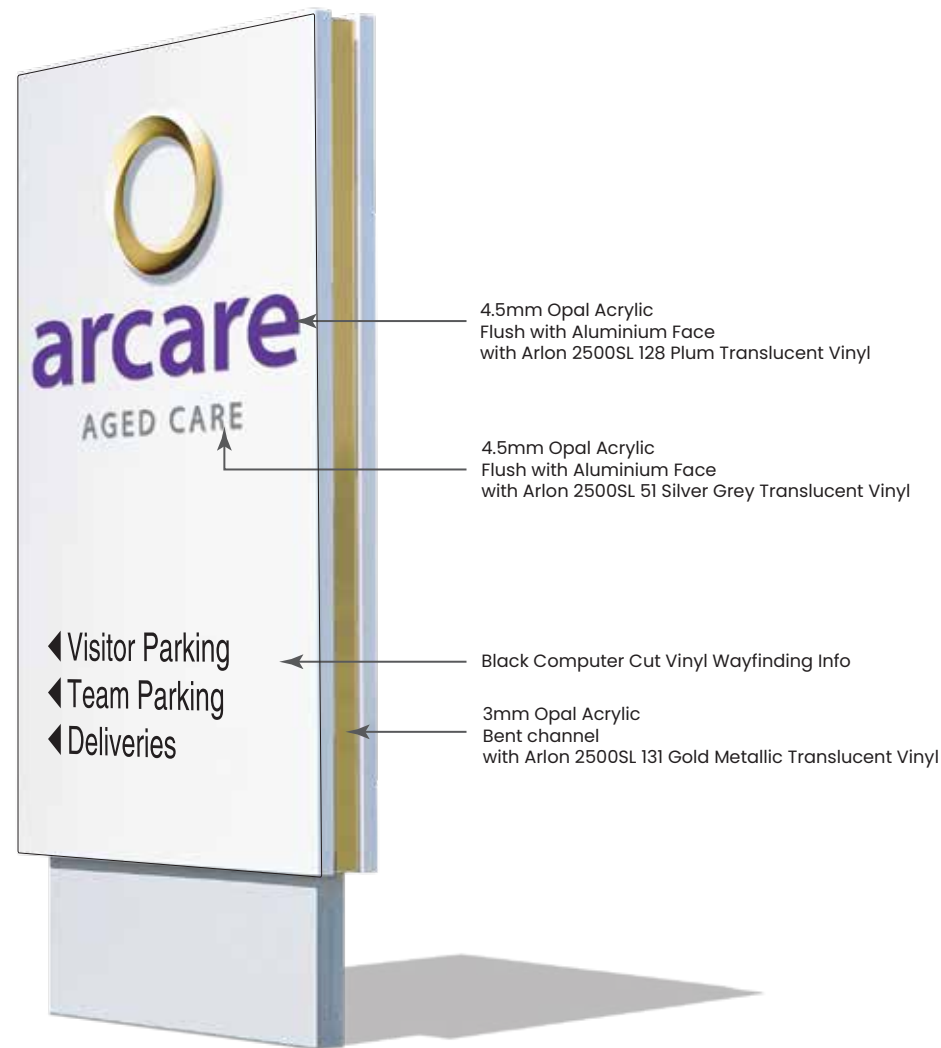 arcare
AGED CARE
Visitor Parking
Team Parking
Deliveries
4.5mm Opal Acrylic
Flush with Aluminium Face
with Arlon 2500SL 128 Plum Translucent Vinyl
4.5mm Opal Acrylic
Flush with Aluminium Face
with Arlon 2500SL 51 Silver Grey Translucent Vinyl
Black Computer Cut Vinyl Wayfinding Info
3mm Opal Acrylic
Bent channel
with Arlon 2500SL 131 Gold Metallic Translucent Vinyl